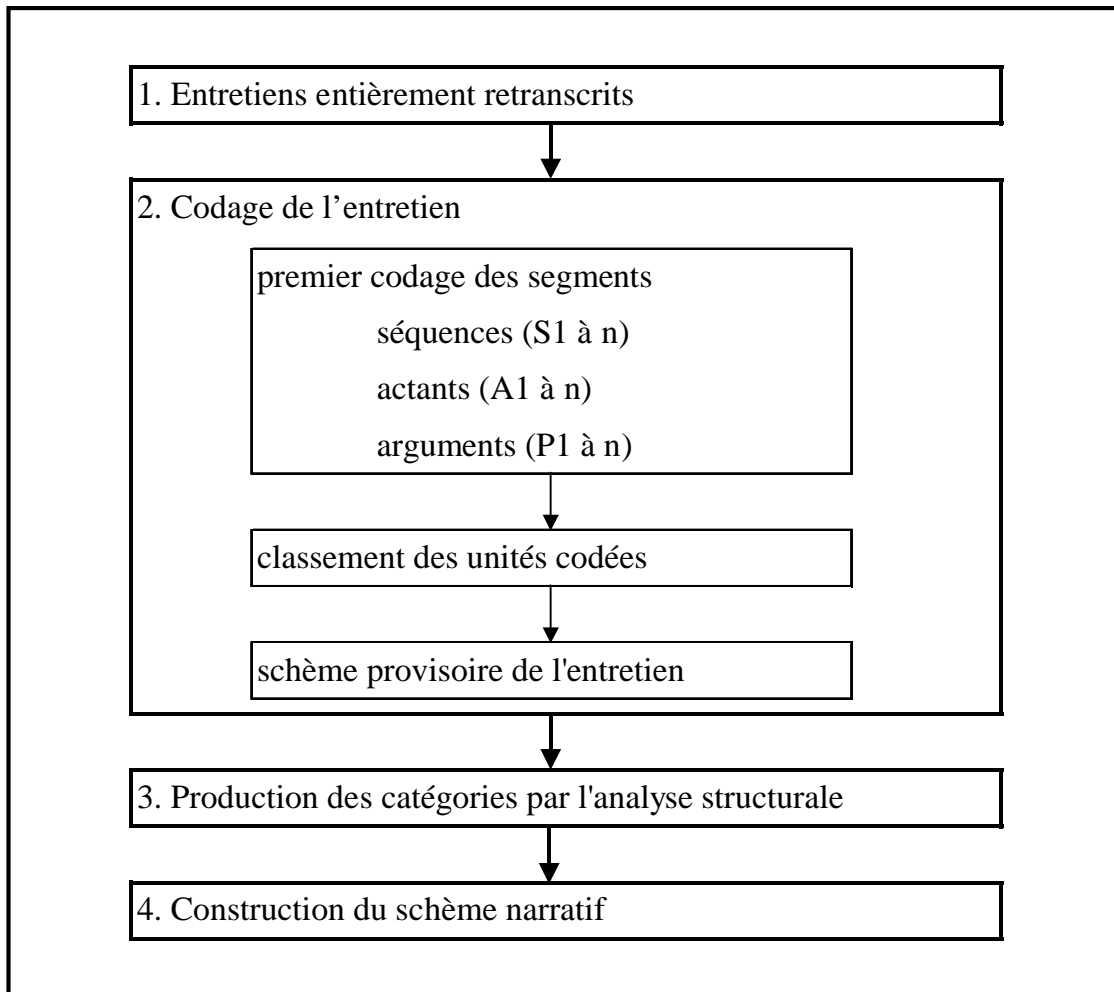 1. Entretiens entièrement retranscrits
2. Codage de l’entretien
premier codage des segments
séquences (S1 à n)
actants (A1 à n)
arguments (P1 à n)
classement des unités codées
schème provisoire de l'entretien
3. Production des catégories par l'analyse structurale
4. Construction du schème narratif